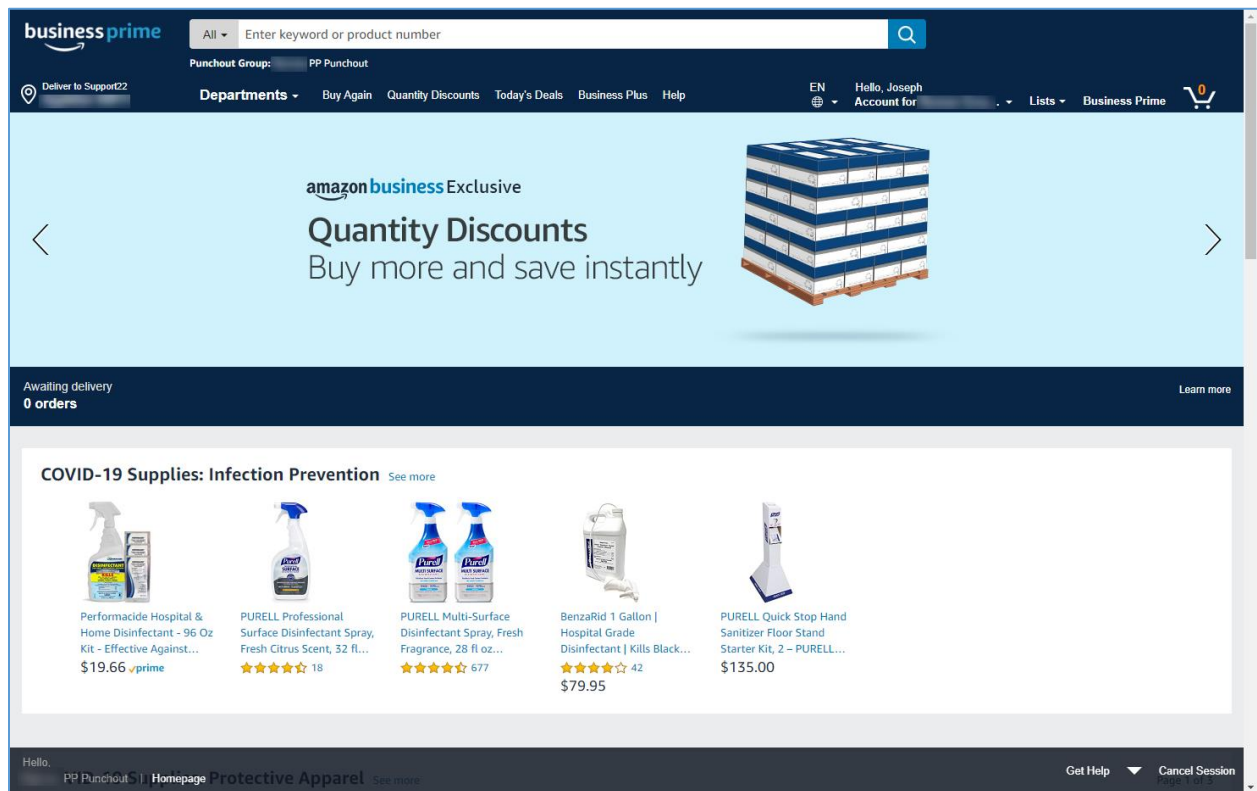 business prime
All
Enter keyword or product number
Punchout Group: PP Punchout
Deliver to Support22
Departments
Buy Again
Quantity Discounts
Today's Deals
Business Plus
Help
EN
Hello, Joseph
Account for
Lists
Business Prime
0
amazon business Exclusive
Quantity Discounts
Buy more and save instantly
Awaiting delivery
0 orders
Learn more
COVID-19 Supplies: Infection Prevention See more
Performacide Hospital &
Home Disinfectant - 96 Oz
Kit - Effective Against...
$19.66 prime
PURELL Professional
Surface Disinfectant Spray,
Fresh Citrus Scent, 32 fl...
18
PURELL Multi-Surface
Disinfectant Spray, Fresh
Fragrance, 28 fl oz...
677
BenzaRid 1 Gallon |
Hospital Grade
Disinfectant | Kills Black...
42
$79.95
PURELL Quick Stop Hand
Sanitizer Floor Stand
Starter Kit, 2 – PURELL...
$135.00
Hello,
PP Punchout | Homepage
Protective Apparel See more
Get Help
Cancel Session
Page 1 of 3